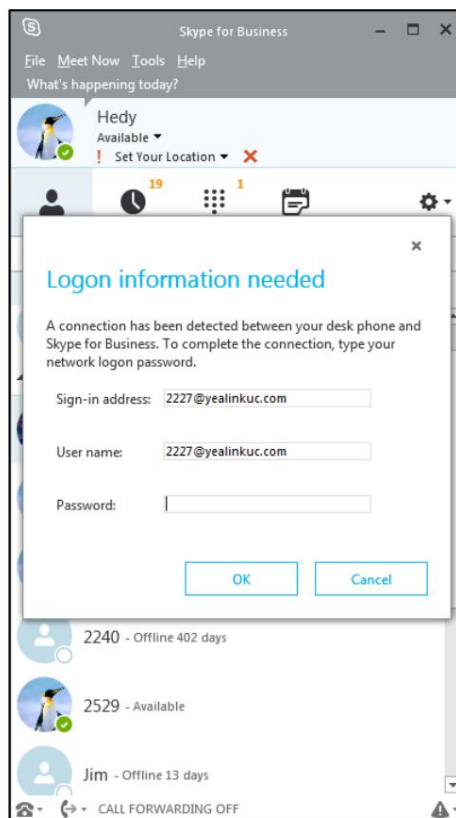 Skype for Business
File Meet Now Tools Help
What's happening today?
Hedy
Available
! Set Your Location
19
1
Logon information needed
A connection has been detected between your desk phone and
Skype for Business. To complete the connection, type your
network logon password.
Sign-in address: 2227@yealinkuc.com
User name: 2227@yealinkuc.com
Password:
OK Cancel
2240 - Offline 402 days
2529 - Available
Jim - Offline 13 days
CALL FORWARDING OFF